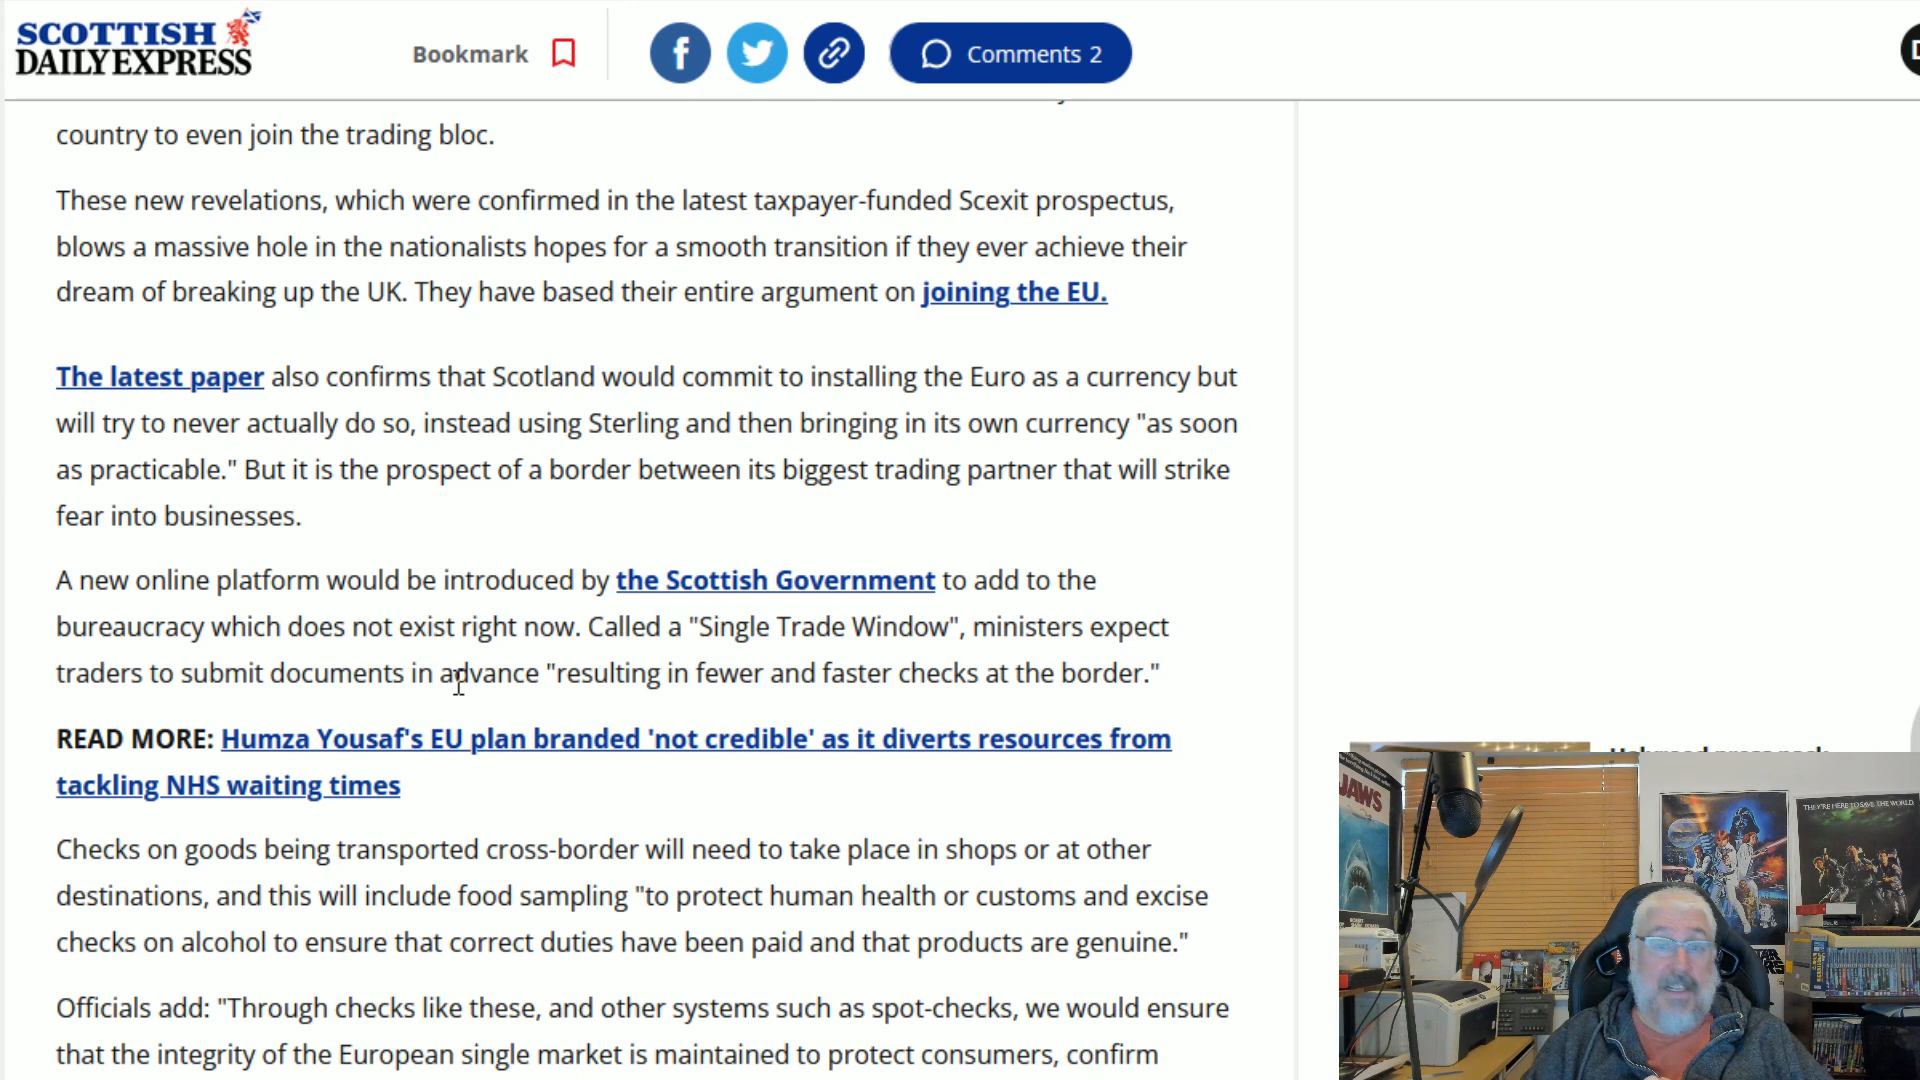 SCOTTISH
DAILY EXPRESS
Bookmark
Comments 2
country to even join the trading bloc.
These new revelations, which were confirmed in the latest taxpayer-funded Scexit prospectus,
blows a massive hole in the nationalists hopes for a smooth transition if they ever achieve their
dream of breaking up the UK. They have based their entire argument on joining the EU.
The latest paper also confirms that Scotland would commit to installing the Euro as a currency but
will try to never actually do so, instead using Sterling and then bringing in its own currency "as soon
as practicable." But it is the prospect of a border between its biggest trading partner that will strike
fear into businesses.
A new online platform would be introduced by the Scottish Government to add to the
bureaucracy which does not exist right now. Called a "Single Trade Window", ministers expect
traders to submit documents in advance "resulting in fewer and faster checks at the border."
READ MORE: Humza Yousaf's EU plan branded 'not credible' as it diverts resources from
tackling NHS waiting times
Checks on goods being transported cross-border will need to take place in shops or at other
destinations, and this will include food sampling "to protect human health or customs and excise
checks on alcohol to ensure that correct duties have been paid and that products are genuine."
Officials add: "Through checks like these, and other systems such as spot-checks, we would ensure
that the integrity of the European single market is maintained to protect consumers, confirm
JAWS
THEY'RE HERE TO SAVE THE WORLD.